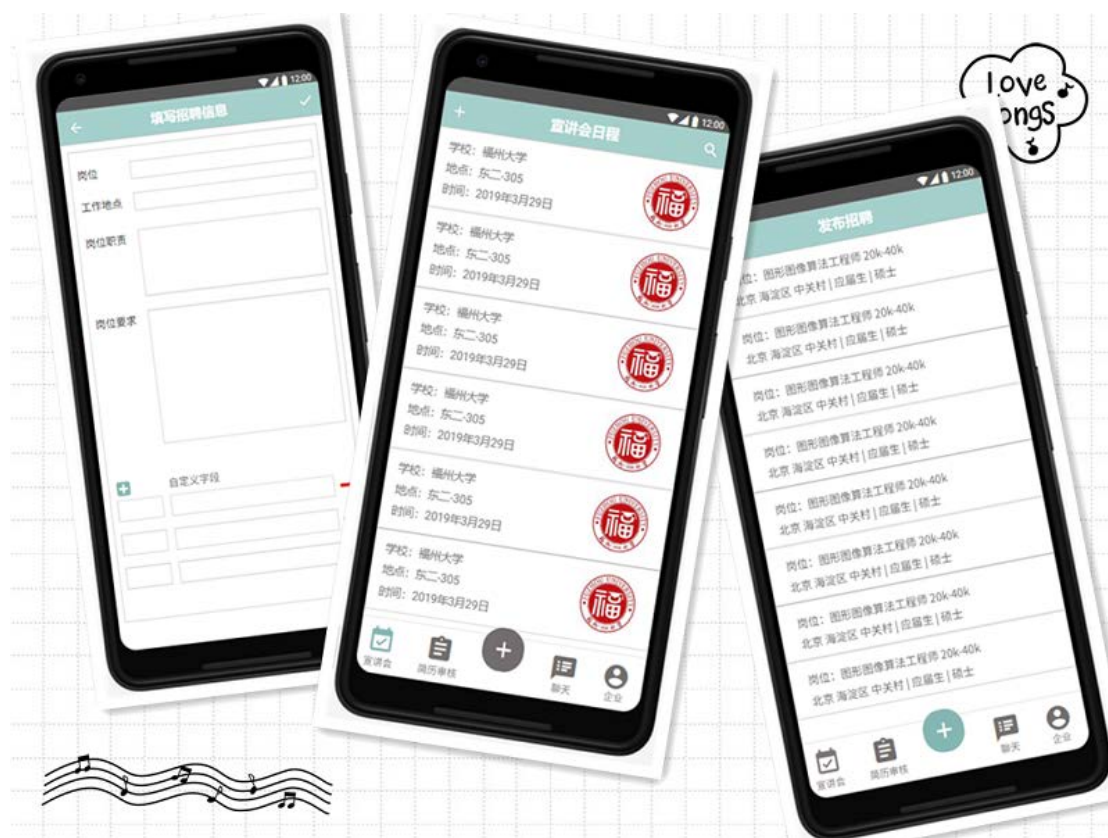 12:00
填写招聘信息
岗位
工作地点
岗位职责
岗位要求
自定义字段
12:00
宣讲会日程
学校：福州大学
地点：东二-305
时间：2019年3月29日
福
学校：福州大学
地点：东二-305
时间：2019年3月29日
福
学校：福州大学
地点：东二-305
时间：2019年3月29日
福
学校：福州大学
地点：东二-305
时间：2019年3月29日
福
学校：福州大学
地点：东二-305
时间：2019年3月29日
福
学校：福州大学
地点：东二-305
时间：2019年3月29日
福
宣讲会
简历审核
聊天
企业
Love
songs
12:00
发布招聘
位：图形图像算法工程师 20k-40k
北京 海淀区 中关村 | 应届生 | 硕士
岗位：图形图像算法工程师 20k-40k
北京 海淀区 中关村 | 应届生 | 硕士
岗位：图形图像算法工程师 20k-40k
北京 海淀区 中关村 | 应届生 | 硕士
岗位：图形图像算法工程师 20k-40k
北京 海淀区 中关村 | 应届生 | 硕士
岗位：图形图像算法工程师 20k-40k
北京 海淀区 中关村 | 应届生 | 硕士
岗位：图形图像算法工程师 20k-40k
北京 海淀区 中关村 | 应届生 | 硕士
岗位：图形图像算法工程师 20k-40k
北京 海淀区 中关村 | 应届生 | 硕士
岗位：图形图像算法工程师 20k-40k
北京 海淀区 中关村 | 应届生 | 硕士
宣讲会
简历审核
聊天
企业